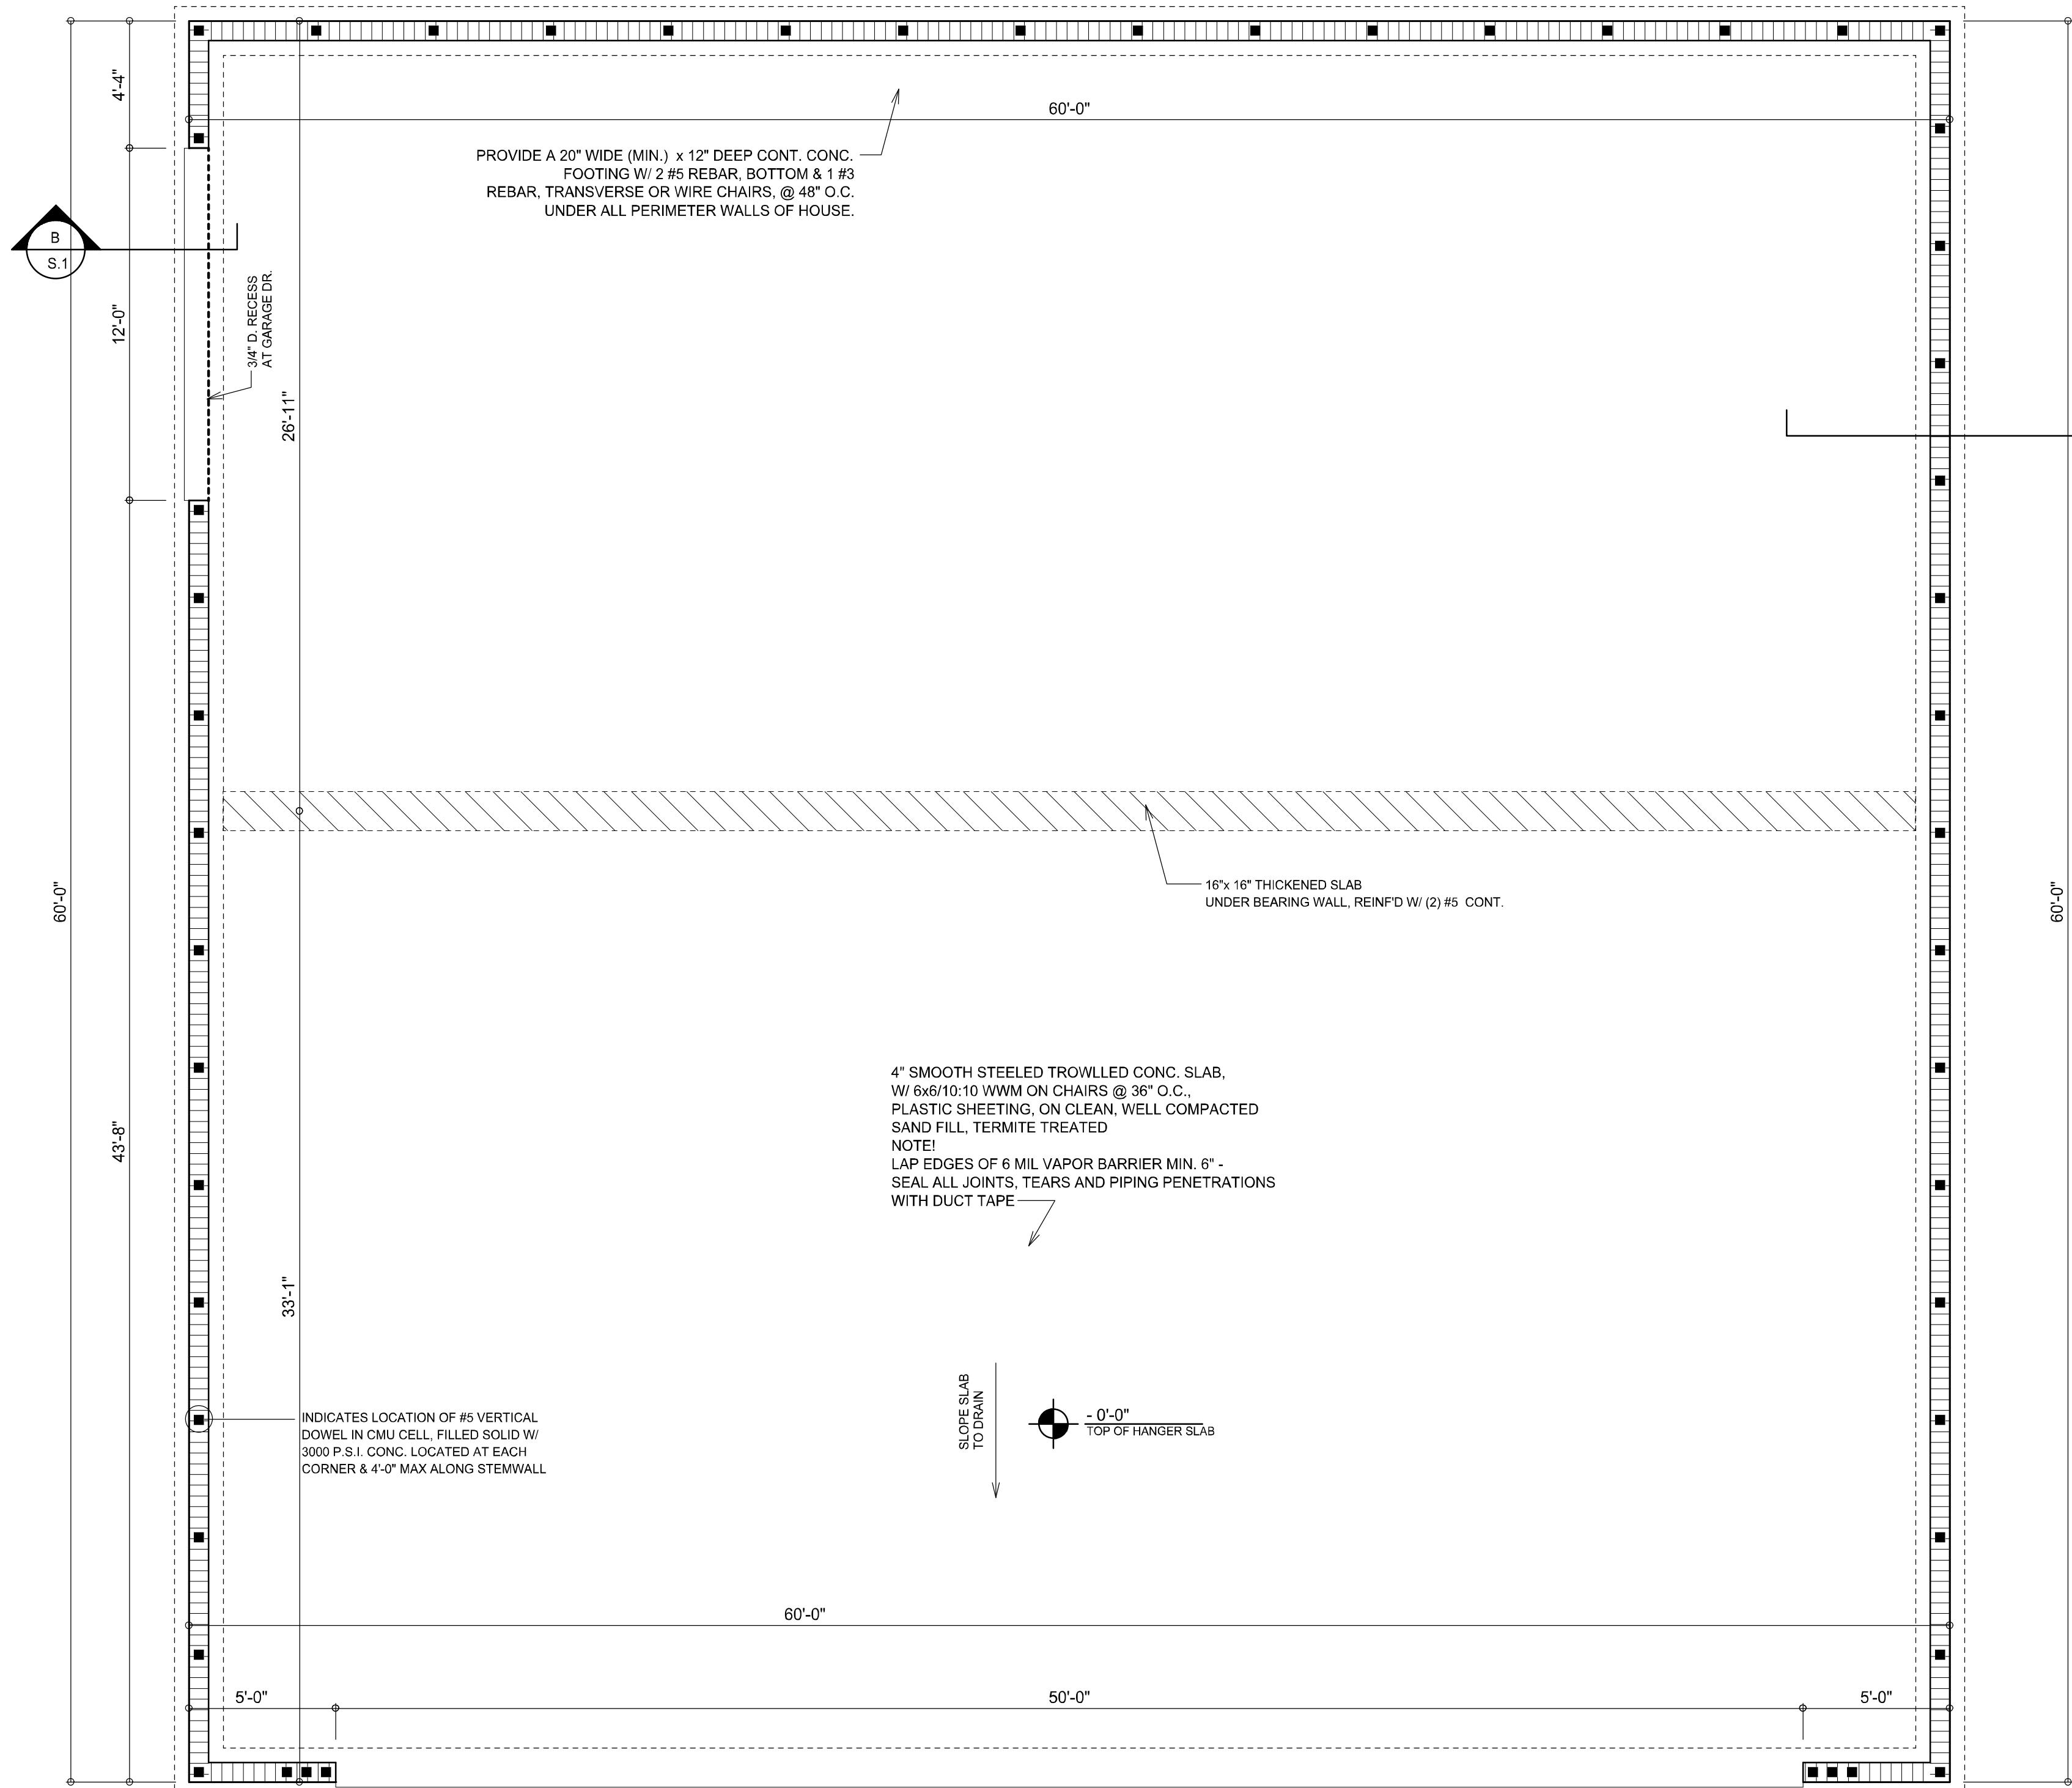 4'-4"
60'-0"
PROVIDE A 20" WIDE (MIN.) x 12" DEEP CONT. CONC.
FOOTING W/ 2 #5 REBAR, BOTTOM & 1 #3
REBAR, TRANSVERSE OR WIRE CHAIRS, @ 48" O.C.
UNDER ALL PERIMETER WALLS OF HOUSE.
B
S.1
12'-0"
3/4" D. RECESS
AT GARAGE DR.
26'-11"
60'-0"
60'-0"
16"x 16" THICKENED SLAB
UNDER BEARING WALL, REINF'D W/ (2) #5 CONT.
43'-8"
4" SMOOTH STEELED TROWLLED CONC. SLAB,
W/ 6x6/10:10 WWM ON CHAIRS @ 36" O.C.,
PLASTIC SHEETING, ON CLEAN, WELL COMPACTED
SAND FILL, TERMITE TREATED
NOTE!
LAP EDGES OF 6 MIL VAPOR BARRIER MIN. 6" -
SEAL ALL JOINTS, TEARS AND PIPING PENETRATIONS
WITH DUCT TAPE
33'-1"
INDICATES LOCATION OF #5 VERTICAL
DOWEL IN CMU CELL, FILLED SOLID W/
3000 P.S.I. CONC. LOCATED AT EACH
CORNER & 4'-0" MAX ALONG STEMWALL
SLOPE SLAB
TO DRAIN
- 0'-0"
TOP OF HANGER SLAB
60'-0"
5'-0"
50'-0"
5'-0"